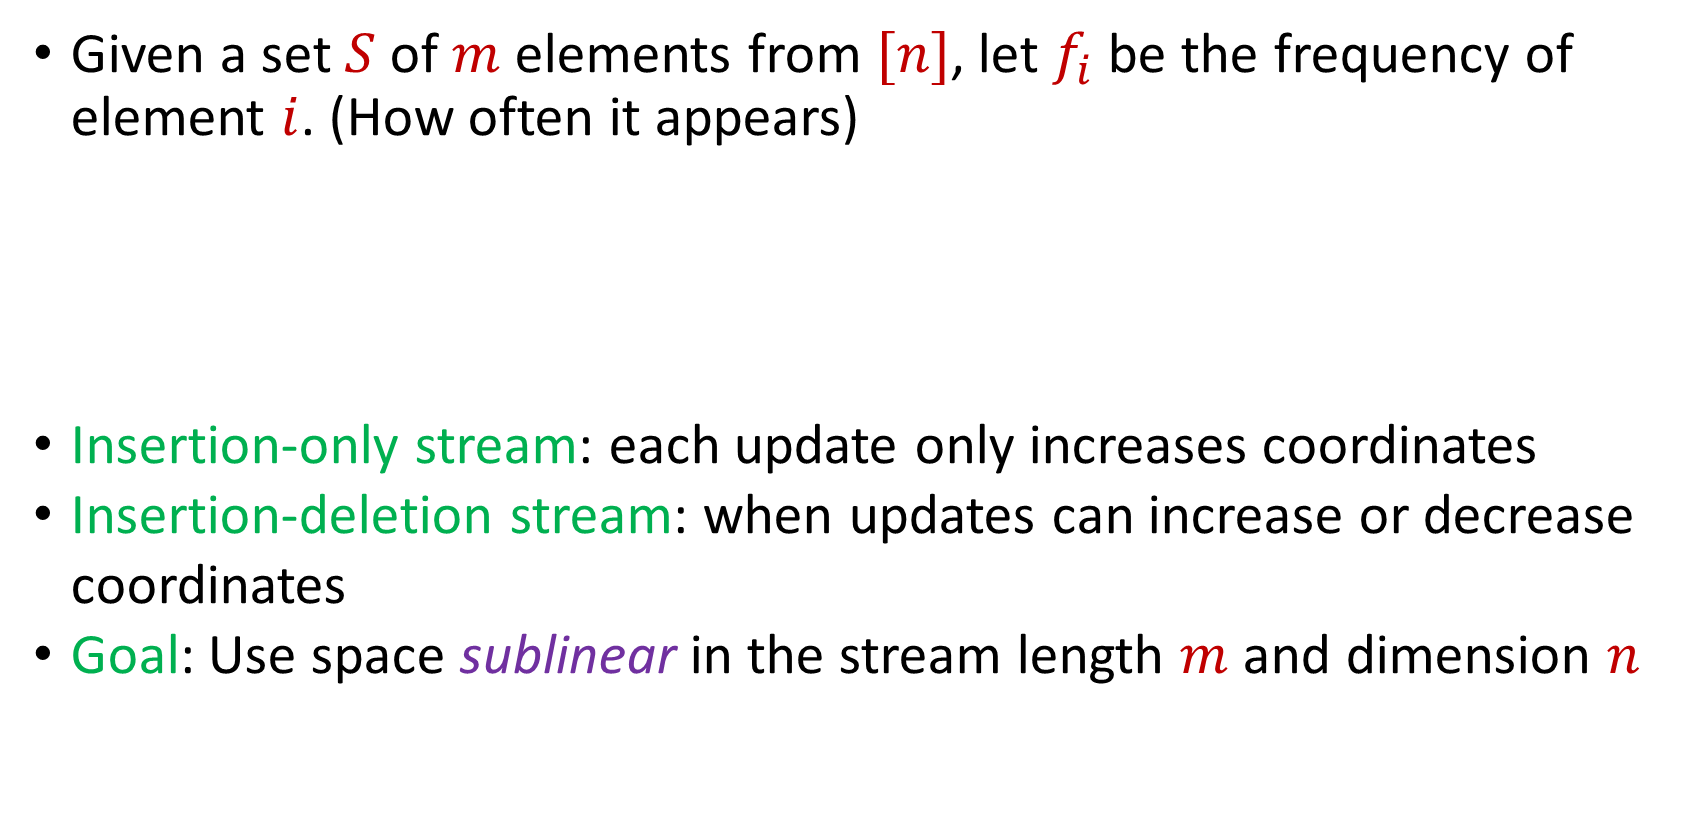 • Given a set S of m elements from [n], let fᵢ be the frequency of
element i. (How often it appears)
• Insertion-only stream: each update only increases coordinates
• Insertion-deletion stream: when updates can increase or decrease
coordinates
• Goal: Use space sublinear in the stream length m and dimension n